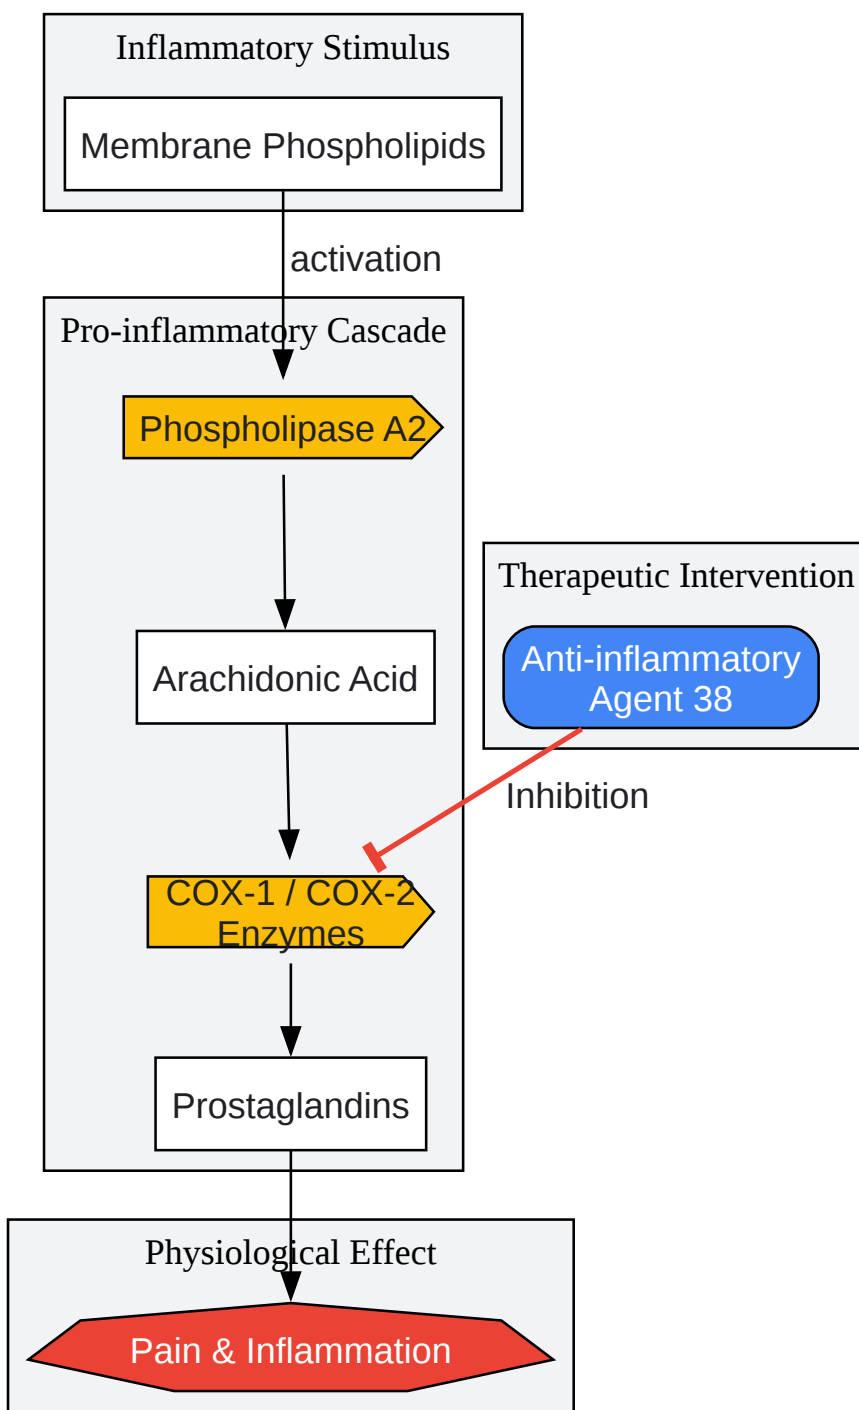 Inflammatory Stimulus
Membrane Phospholipids
activation
Pro-inflammatory Cascade
Phospholipase A2
Therapeutic Intervention
Anti-inflammatory
Agent 38
Arachidonic Acid
Inhibition
COX-1 / COX-2
Enzymes
Prostaglandins
Physiological Effect
Pain & Inflammation